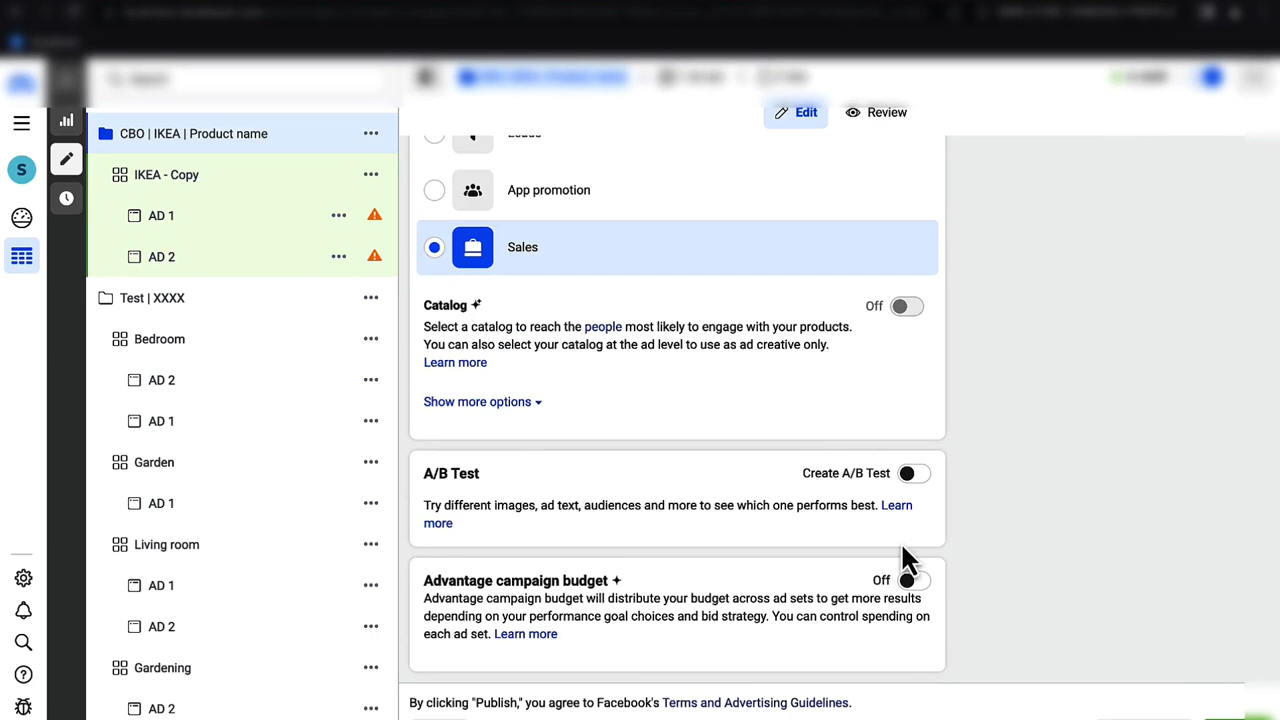 Search
Edit
Review
CBO | IKEA | Product name
IKEA - Copy
S
AD 1
AD 2
Test | XXXX
Bedroom
AD 2
AD 1
Garden
AD 1
Living room
AD 1
AD 2
Gardening
AD 2
App promotion
Sales
Catalog
Off
Select a catalog to reach the people most likely to engage with your products.
You can also select your catalog at the ad level to use as ad creative only.
Learn more
Show more options
A/B Test
Create A/B Test
Try different images, ad text, audiences and more to see which one performs best. Learn
more
Advantage campaign budget
Off
Advantage campaign budget will distribute your budget across ad sets to get more results
depending on your performance goal choices and bid strategy. You can control spending on
each ad set. Learn more
By clicking "Publish," you agree to Facebook's Terms and Advertising Guidelines.